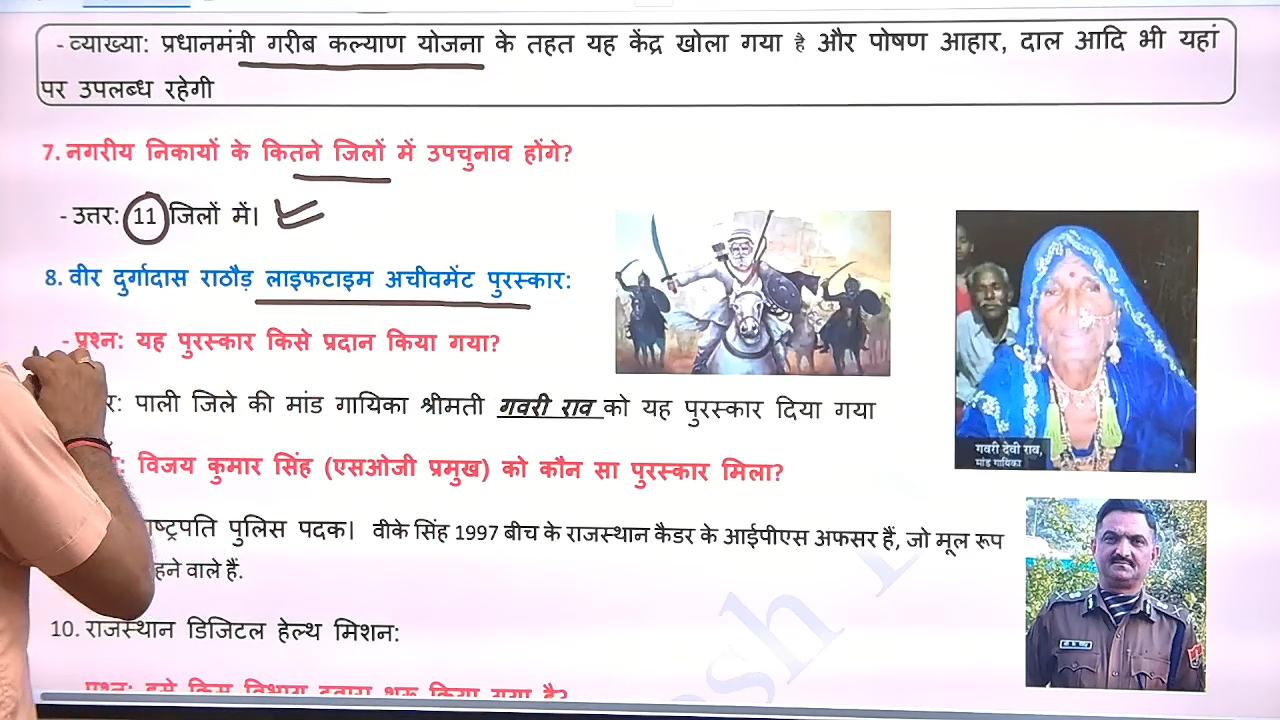 - व्याख्या: प्रधानमंत्री गरीब कल्याण योजना के तहत यह केंद्र खोला गया है और पोषण आहार, दाल आदि भी यहां
पर उपलब्ध रहेगी
7. नगरीय निकायों के कितने जिलों में उपचुनाव होंगे?
- उत्तर: 11 जिलों में।
8. वीर दुर्गादास राठौड़ लाइफटाइम अचीवमेंट पुरस्कार:
- प्रश्न: यह पुरस्कार किसे प्रदान किया गया?
पाली जिले की मांड गायिका श्रीमती गवरी राव को यह पुरस्कार दिया गया
गवरी देवी राव,
मांड गायिका
विजय कुमार सिंह (एसओजी प्रमुख) को कौन सा पुरस्कार मिला?
पुलिस पदक। वीके सिंह 1997 बीच के राजस्थान कैडर के आईपीएस अफसर हैं, जो मूल रूप
वाले हैं.
10. राजस्थान डिजिटल हेल्थ मिशन: